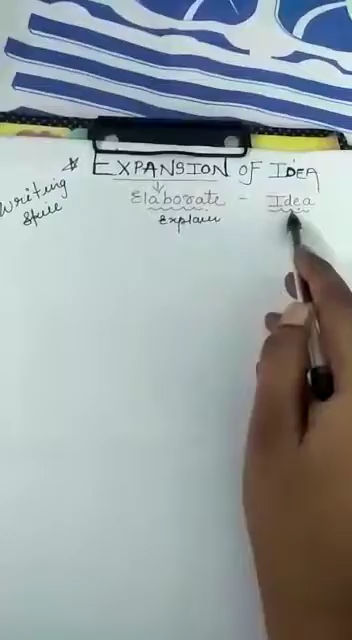 EXPANSION OF IDEA
Writing
Skill
Elaborate - Idea
Explain